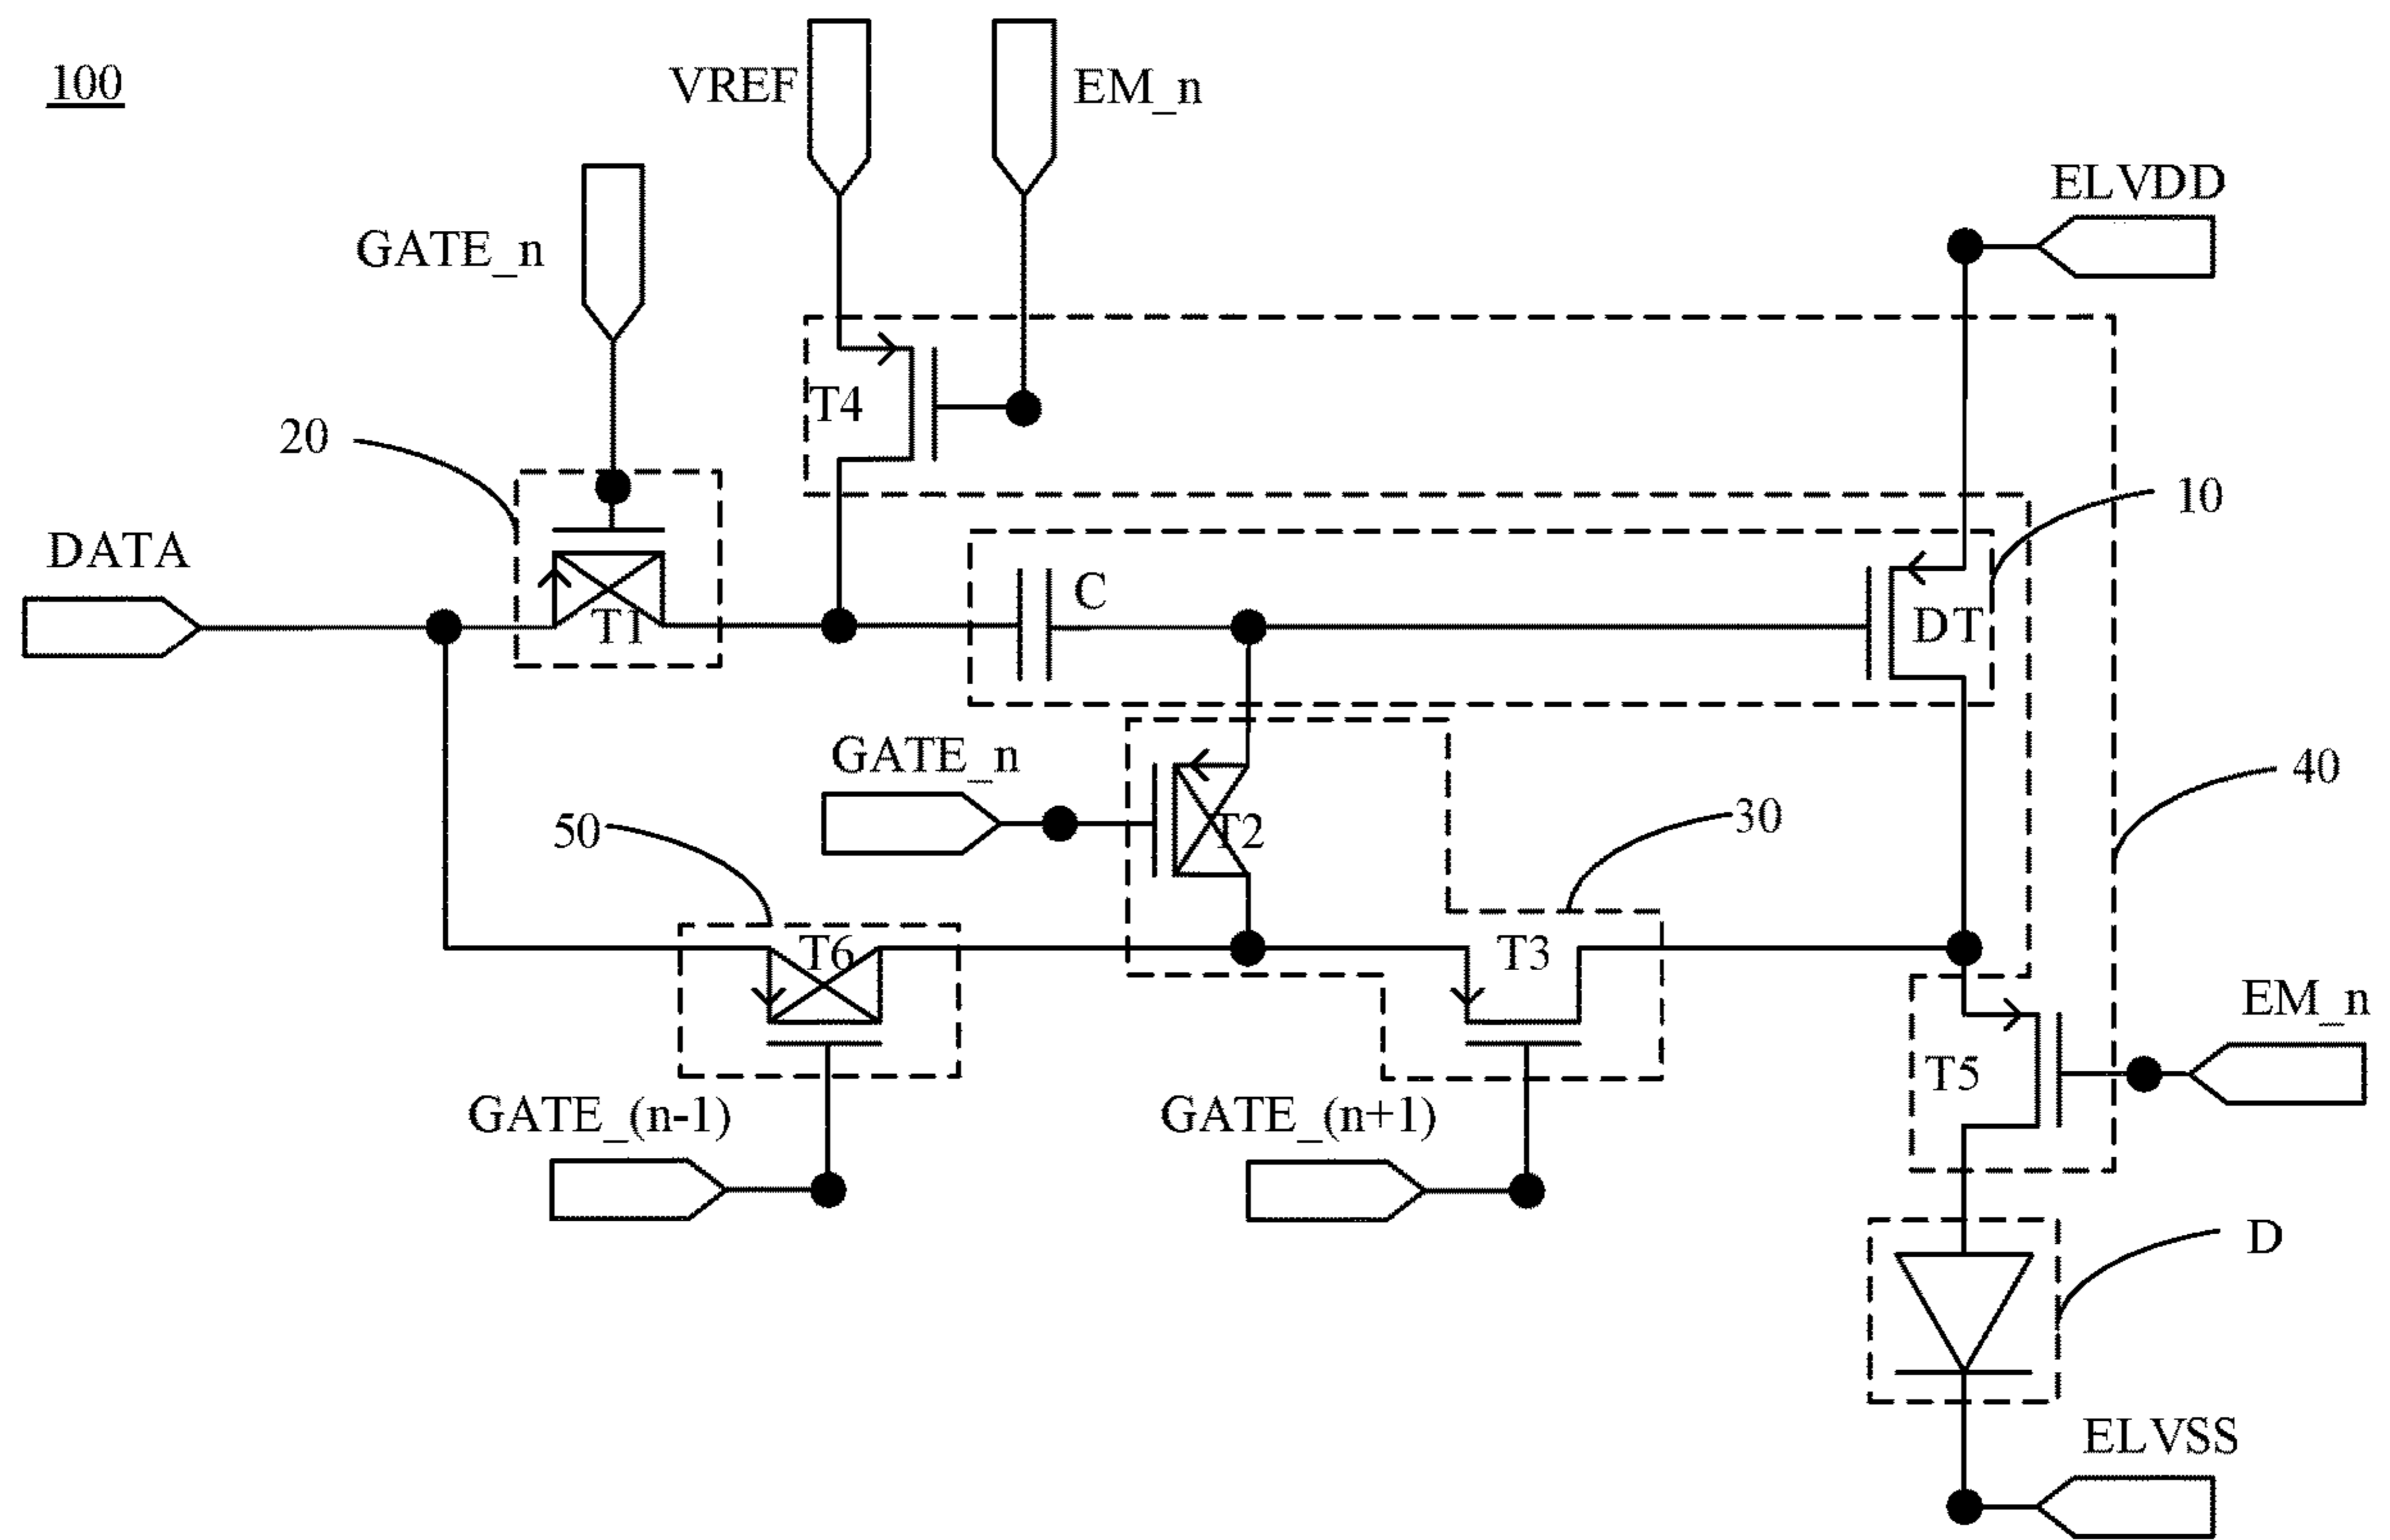 100
VREF
EM_n
ELVDD
GATE_n
T4
20
10
DATA
C
T1
DT
GATE_n
40
T2
50
30
T6
T3
EM_n
T5
GATE_(n-1)
GATE_(n+1)
D
ELVSS